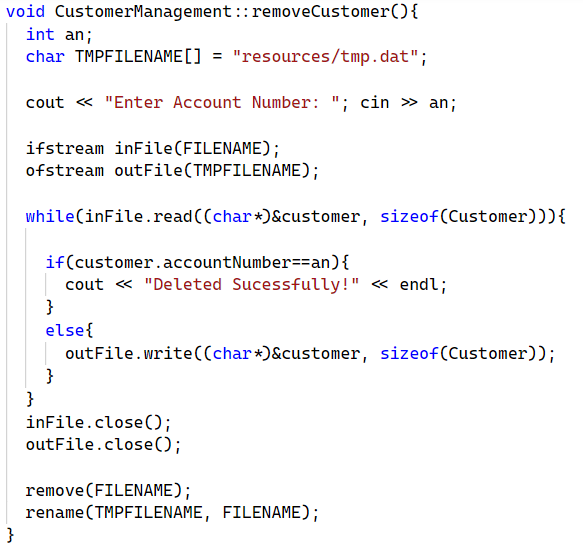 void CustomerManagement::removeCustomer(){
  int an;
  char TMPFILENAME[] = "resources/tmp.dat";

  cout << "Enter Account Number: "; cin >> an;

  ifstream inFile(FILENAME);
  ofstream outFile(TMPFILENAME);

  while(inFile.read((char*)&customer, sizeof(Customer))){

    if(customer.accountNumber==an){
      cout << "Deleted Sucessfully!" << endl;
    }
    else{
      outFile.write((char*)&customer, sizeof(Customer));
    }
  }
  inFile.close();
  outFile.close();

  remove(FILENAME);
  rename(TMPFILENAME, FILENAME);
}